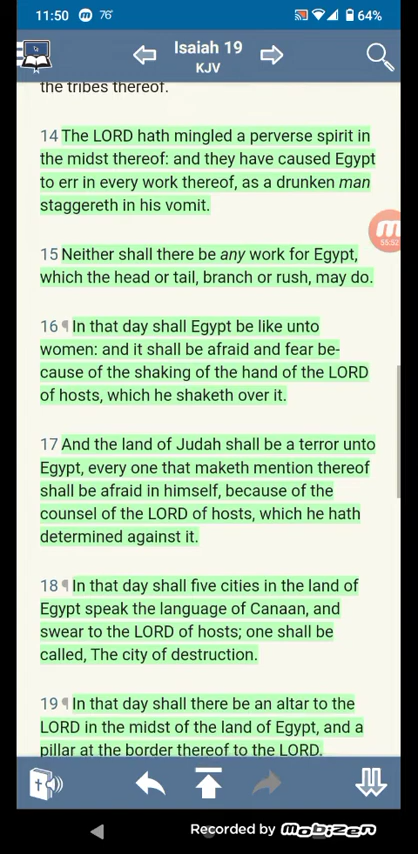 11:50 m 76° 64%
Isaiah 19
KJV
the tribes thereof.
14 The LORD hath mingled a perverse spirit in
the midst thereof: and they have caused Egypt
to err in every work thereof, as a drunken man
staggereth in his vomit.
15 Neither shall there be any work for Egypt,
which the head or tail, branch or rush, may do.
16 ¶ In that day shall Egypt be like unto
women: and it shall be afraid and fear be-
cause of the shaking of the hand of the LORD
of hosts, which he shaketh over it.
17 And the land of Judah shall be a terror unto
Egypt, every one that maketh mention thereof
shall be afraid in himself, because of the
counsel of the LORD of hosts, which he hath
determined against it.
18 ¶ In that day shall five cities in the land of
Egypt speak the language of Canaan, and
swear to the LORD of hosts; one shall be
called, The city of destruction.
19 ¶ In that day shall there be an altar to the
LORD in the midst of the land of Egypt, and a
pillar at the border thereof to the LORD.
m
55:52
Recorded by mobizen